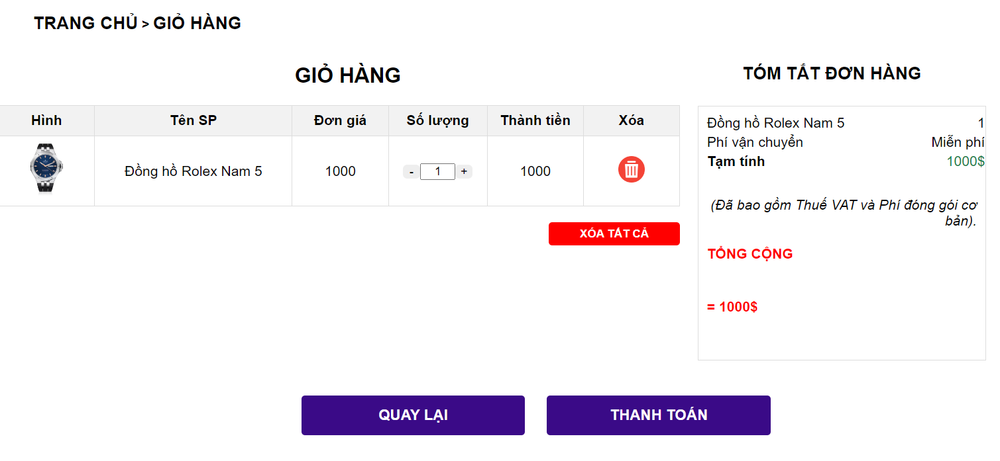 TRANG CHỦ > GIỎ HÀNG
GIỎ HÀNG
Hình Tên SP Đơn giá Số lượng Thành tiền Xóa
Đồng hồ Rolex Nam 5 1000 - 1 + 1000
XÓA TẤT CẢ
TÓM TẮT ĐƠN HÀNG
Đồng hồ Rolex Nam 5 1
Phí vận chuyển Miễn phí
Tạm tính 1000$
(Đã bao gồm Thuế VAT và Phí đóng gói cơ
bản).
TỔNG CỘNG
= 1000$
QUAY LẠI THANH TOÁN